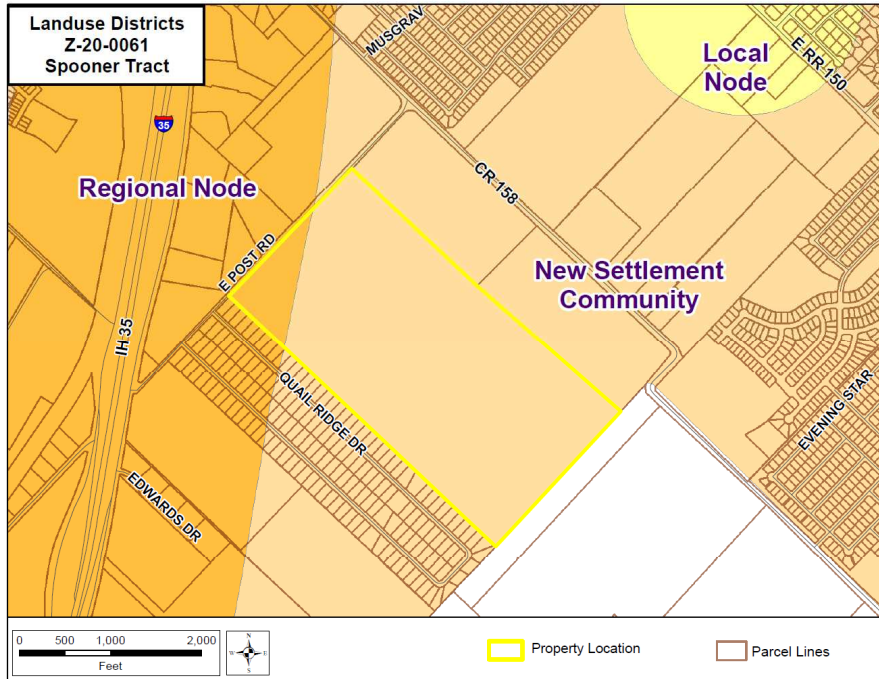 Landuse Districts
Z-20-0061
Spooner Tract
MUSGRAV
E RR 150
Local
Node
35
CR 158
Regional Node
E POST RD
New Settlement
Community
IH 35
QUAIL RIDGE DR
EVENING STAR
EDWARDS DR
0 500 1,000 2,000
Feet
N
W E
S
Property Location
Parcel Lines